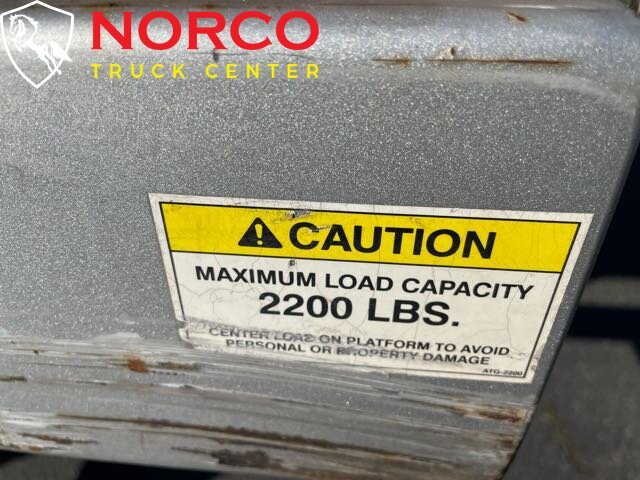 NORCO
TRUCK CENTER
CAUTION
MAXIMUM LOAD CAPACITY
2200 LBS.
CENTER LOAD ON PLATFORM TO AVOID
PERSONAL OR PROPERTY DAMAGE
ATG-2200